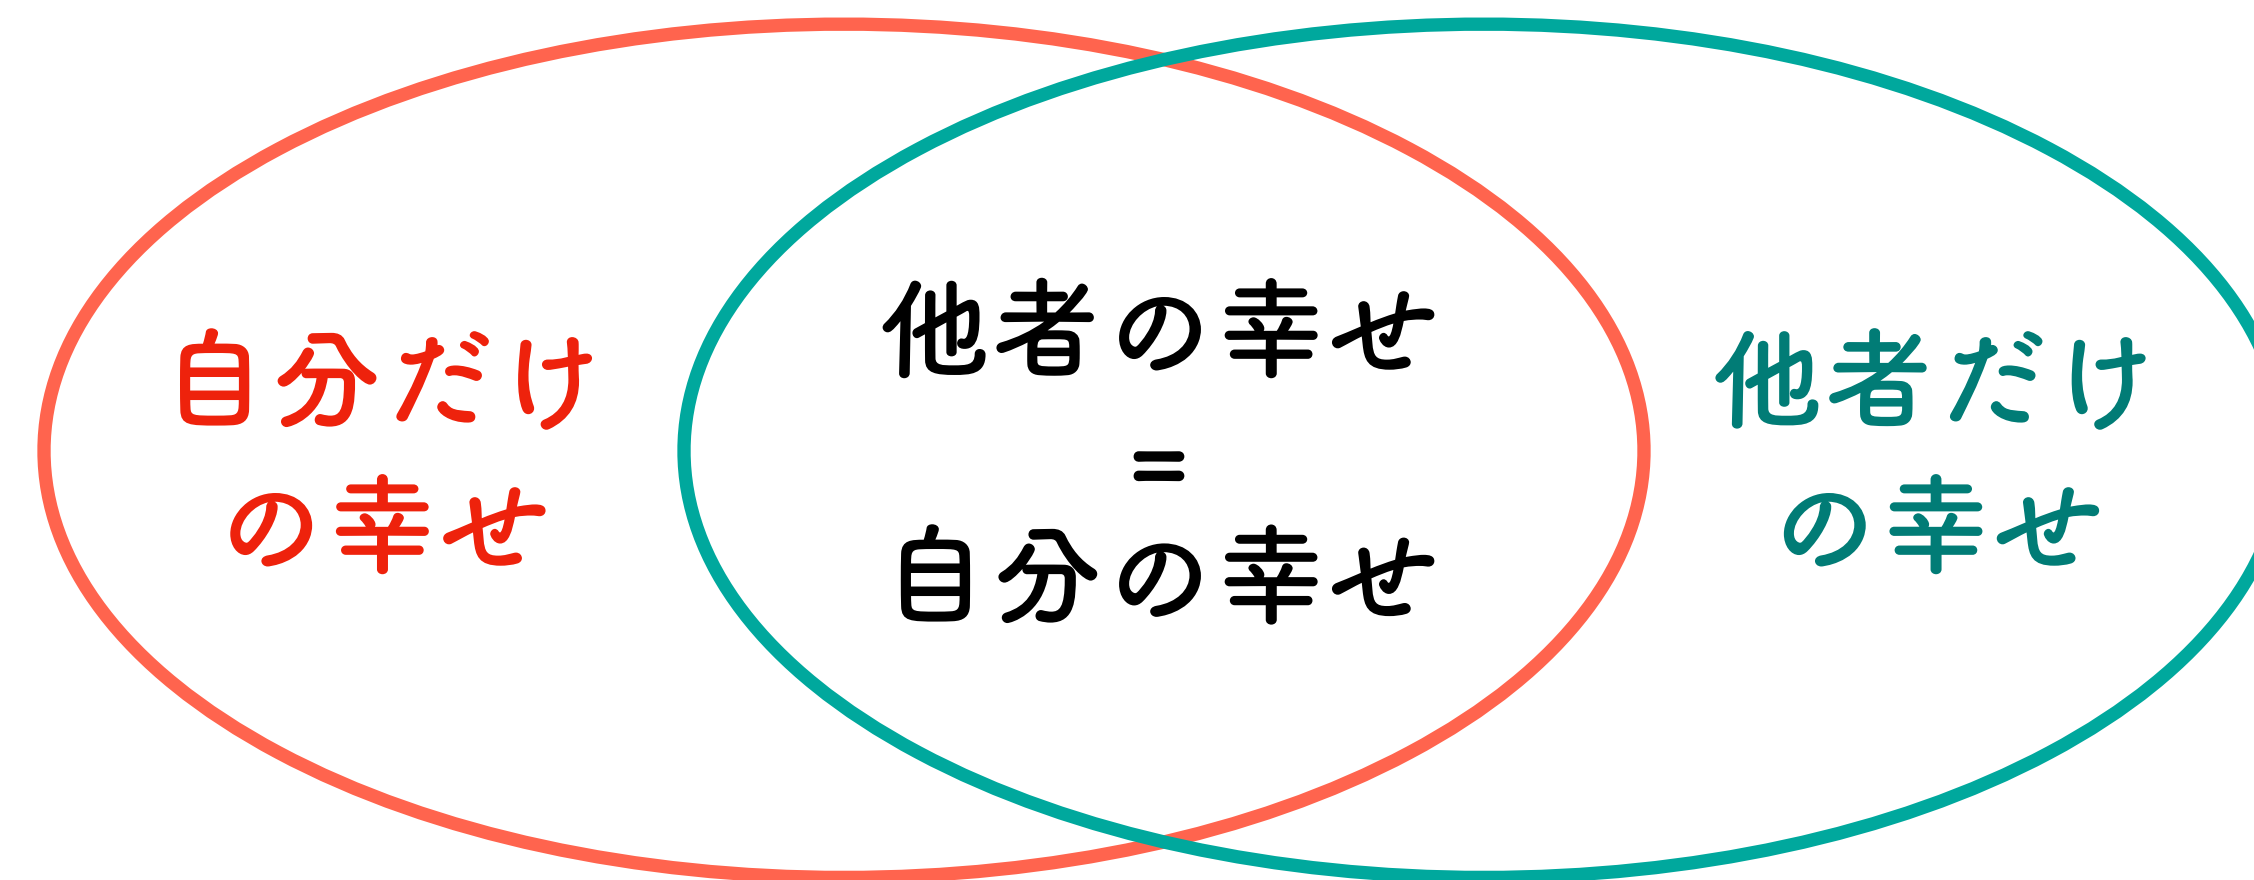 自分だけ
の幸せ
他者の幸せ
=
自分の幸せ
他者だけ
の幸せ